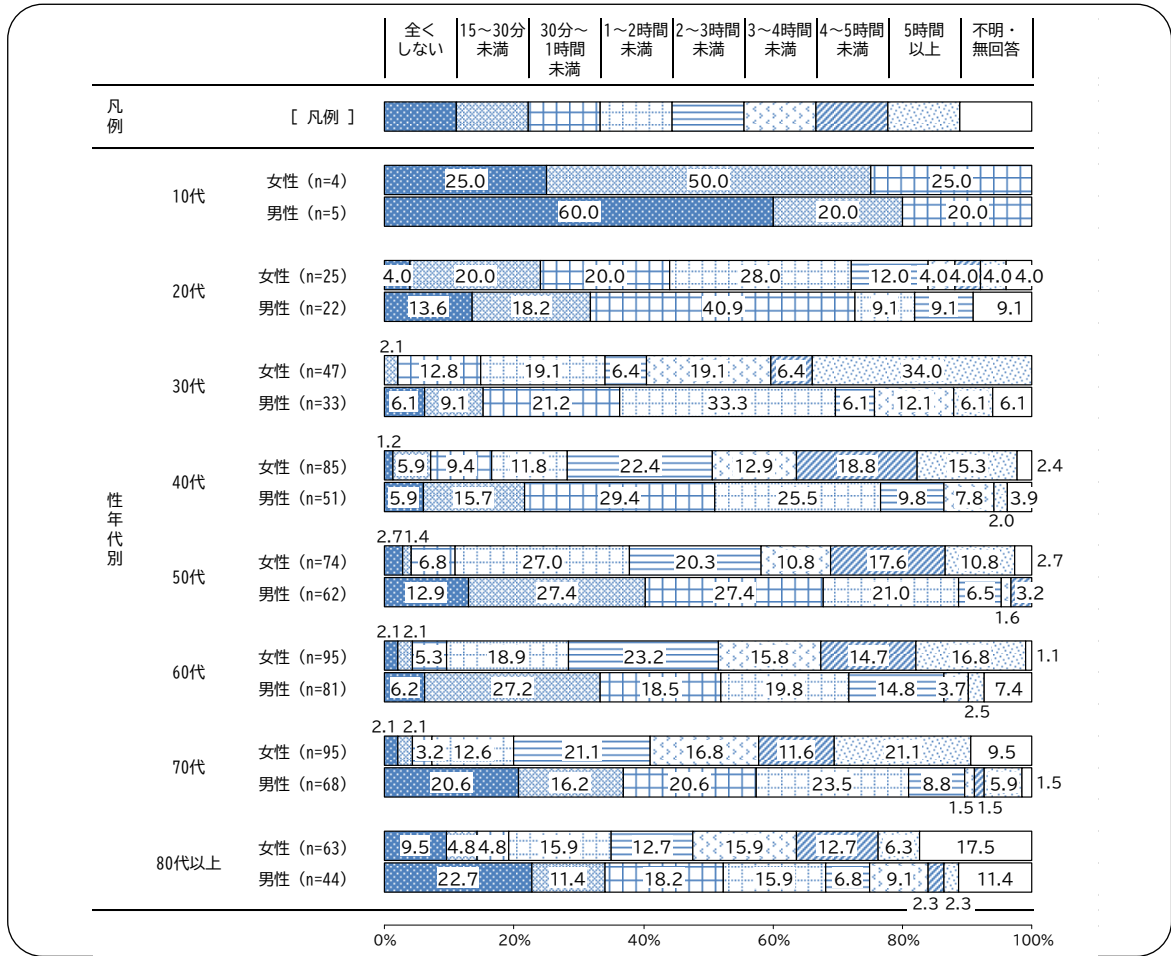 全く しない
15～30分 未満
30分～ 1時間 未満
1～2時間 未満
2～3時間 未満
3～4時間 未満
4～5時間 未満
5時間 以上
不明・ 無回答
凡例
[ 凡例 ]
性年代別
10代
女性（n=4） 25.0 50.0 25.0
男性（n=5） 60.0 20.0 20.0
20代
女性（n=25） 4.0 20.0 20.0 28.0 12.0 4.0 4.0 4.0 4.0
男性（n=22） 13.6 18.2 40.9 9.1 9.1 9.1
30代
女性（n=47） 2.1 12.8 19.1 6.4 19.1 6.4 34.0
男性（n=33） 6.1 9.1 21.2 33.3 6.1 12.1 6.1 6.1
40代
女性（n=85） 1.2 5.9 9.4 11.8 22.4 12.9 18.8 15.3 2.4
男性（n=51） 5.9 15.7 29.4 25.5 9.8 7.8 2.0 3.9
50代
女性（n=74） 2.7 1.4 6.8 27.0 20.3 10.8 17.6 10.8 2.7
男性（n=62） 12.9 27.4 27.4 21.0 6.5 1.6 3.2
60代
女性（n=95） 2.1 2.1 5.3 18.9 23.2 15.8 14.7 16.8 1.1
男性（n=81） 6.2 27.2 18.5 19.8 14.8 3.7 2.5 7.4
70代
女性（n=95） 2.1 2.1 3.2 12.6 21.1 16.8 11.6 21.1 9.5
男性（n=68） 20.6 16.2 20.6 23.5 8.8 1.5 1.5 5.9 1.5
80代以上
女性（n=63） 9.5 4.8 4.8 15.9 12.7 15.9 12.7 6.3 17.5
男性（n=44） 22.7 11.4 18.2 15.9 6.8 9.1 2.3 2.3 11.4
0% 20% 40% 60% 80% 100%